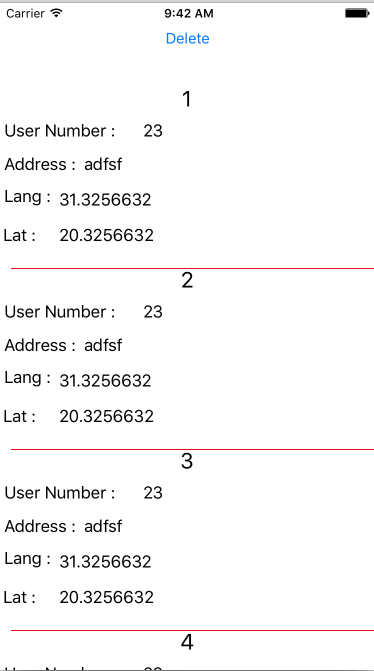 Carrier 9:42 AM
Delete
1
User Number : 23
Address : adfsf
Lang : 31.3256632
Lat : 20.3256632
2
User Number : 23
Address : adfsf
Lang : 31.3256632
Lat : 20.3256632
3
User Number : 23
Address : adfsf
Lang : 31.3256632
Lat : 20.3256632
4